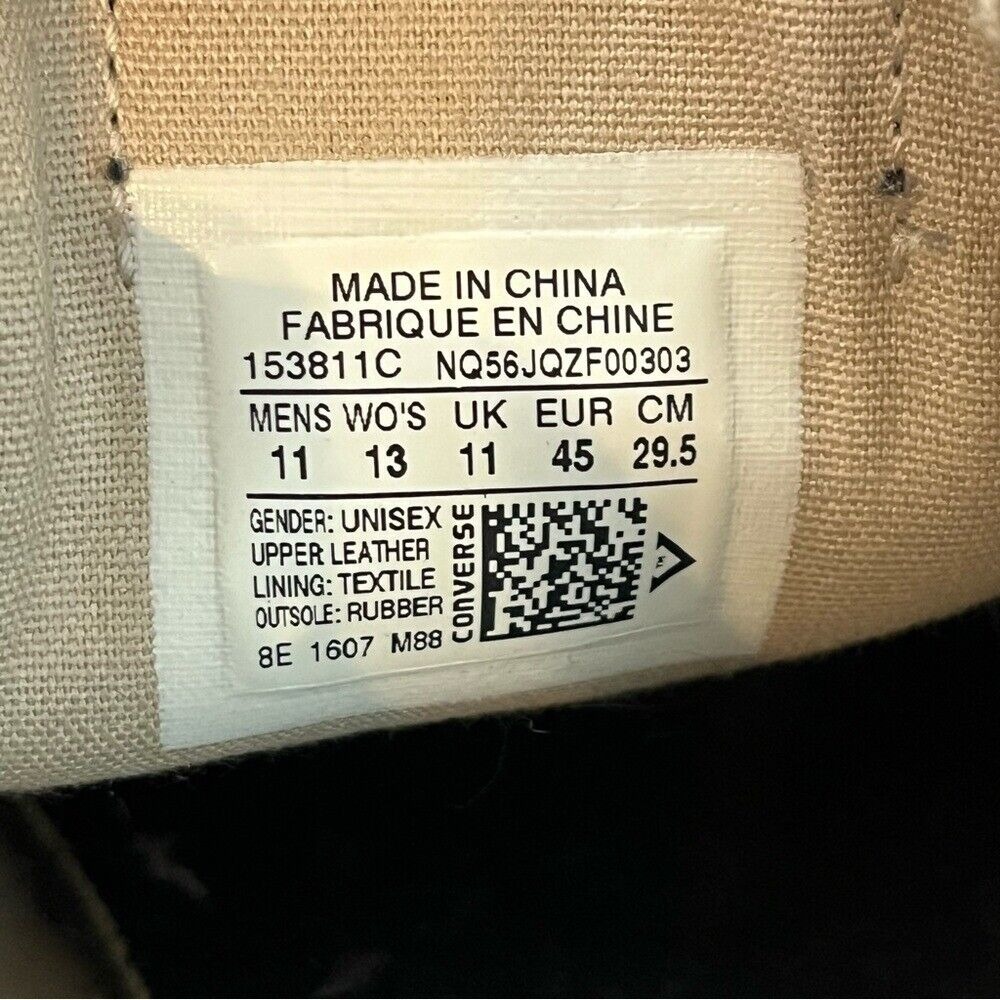 MADE IN CHINA
FABRIQUE EN CHINE
153811C NQ56JQZF00303
MENS WO'S UK EUR CM
11 13 11 45 29.5
GENDER: UNISEX
UPPER LEATHER
LINING: TEXTILE
OUTSOLE: RUBBER
8E 1607 M88
CONVERSE